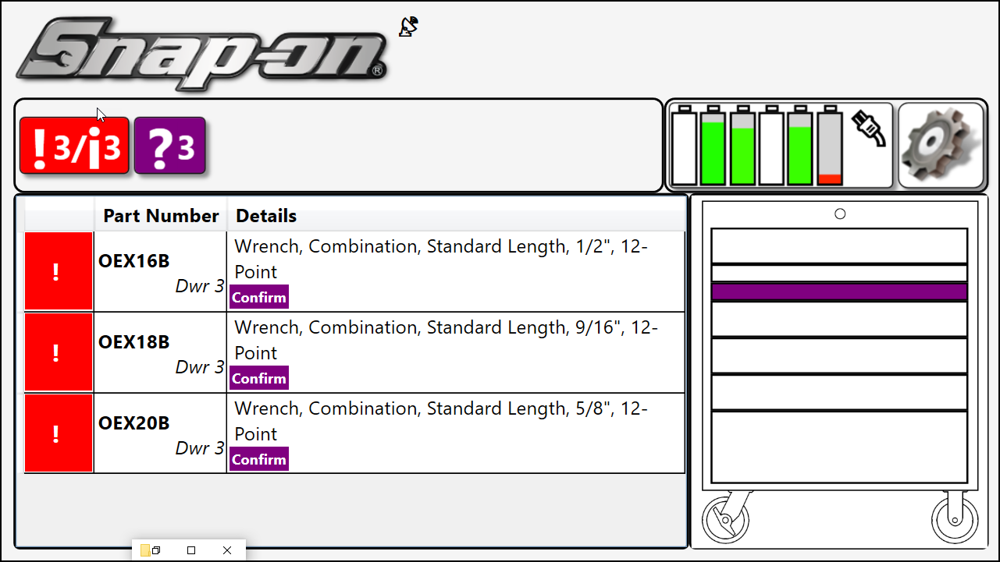 Snap-on®
!3/i3
?3
Part Number
Details
!
OEX16B
Dwr 3
Wrench, Combination, Standard Length, 1/2", 12-
Point
Confirm
!
OEX18B
Dwr 3
Wrench, Combination, Standard Length, 9/16", 12-
Point
Confirm
!
OEX20B
Dwr 3
Wrench, Combination, Standard Length, 5/8", 12-
Point
Confirm